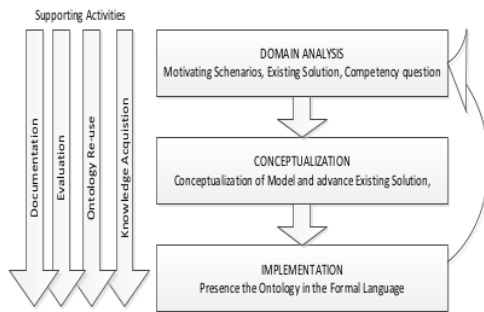 Supporting Activities
Documentation
Evaluation
Ontology Re-use
Knowledge Acquistion
DOMAIN ANALYSIS
Motivating Schenarios, Existing Solution, Competency question
CONCEPTUALIZATION
Conceptualization of Model and advance Existing Solution,
IMPLEMENTATION
Presence the Ontology in the Formal Language